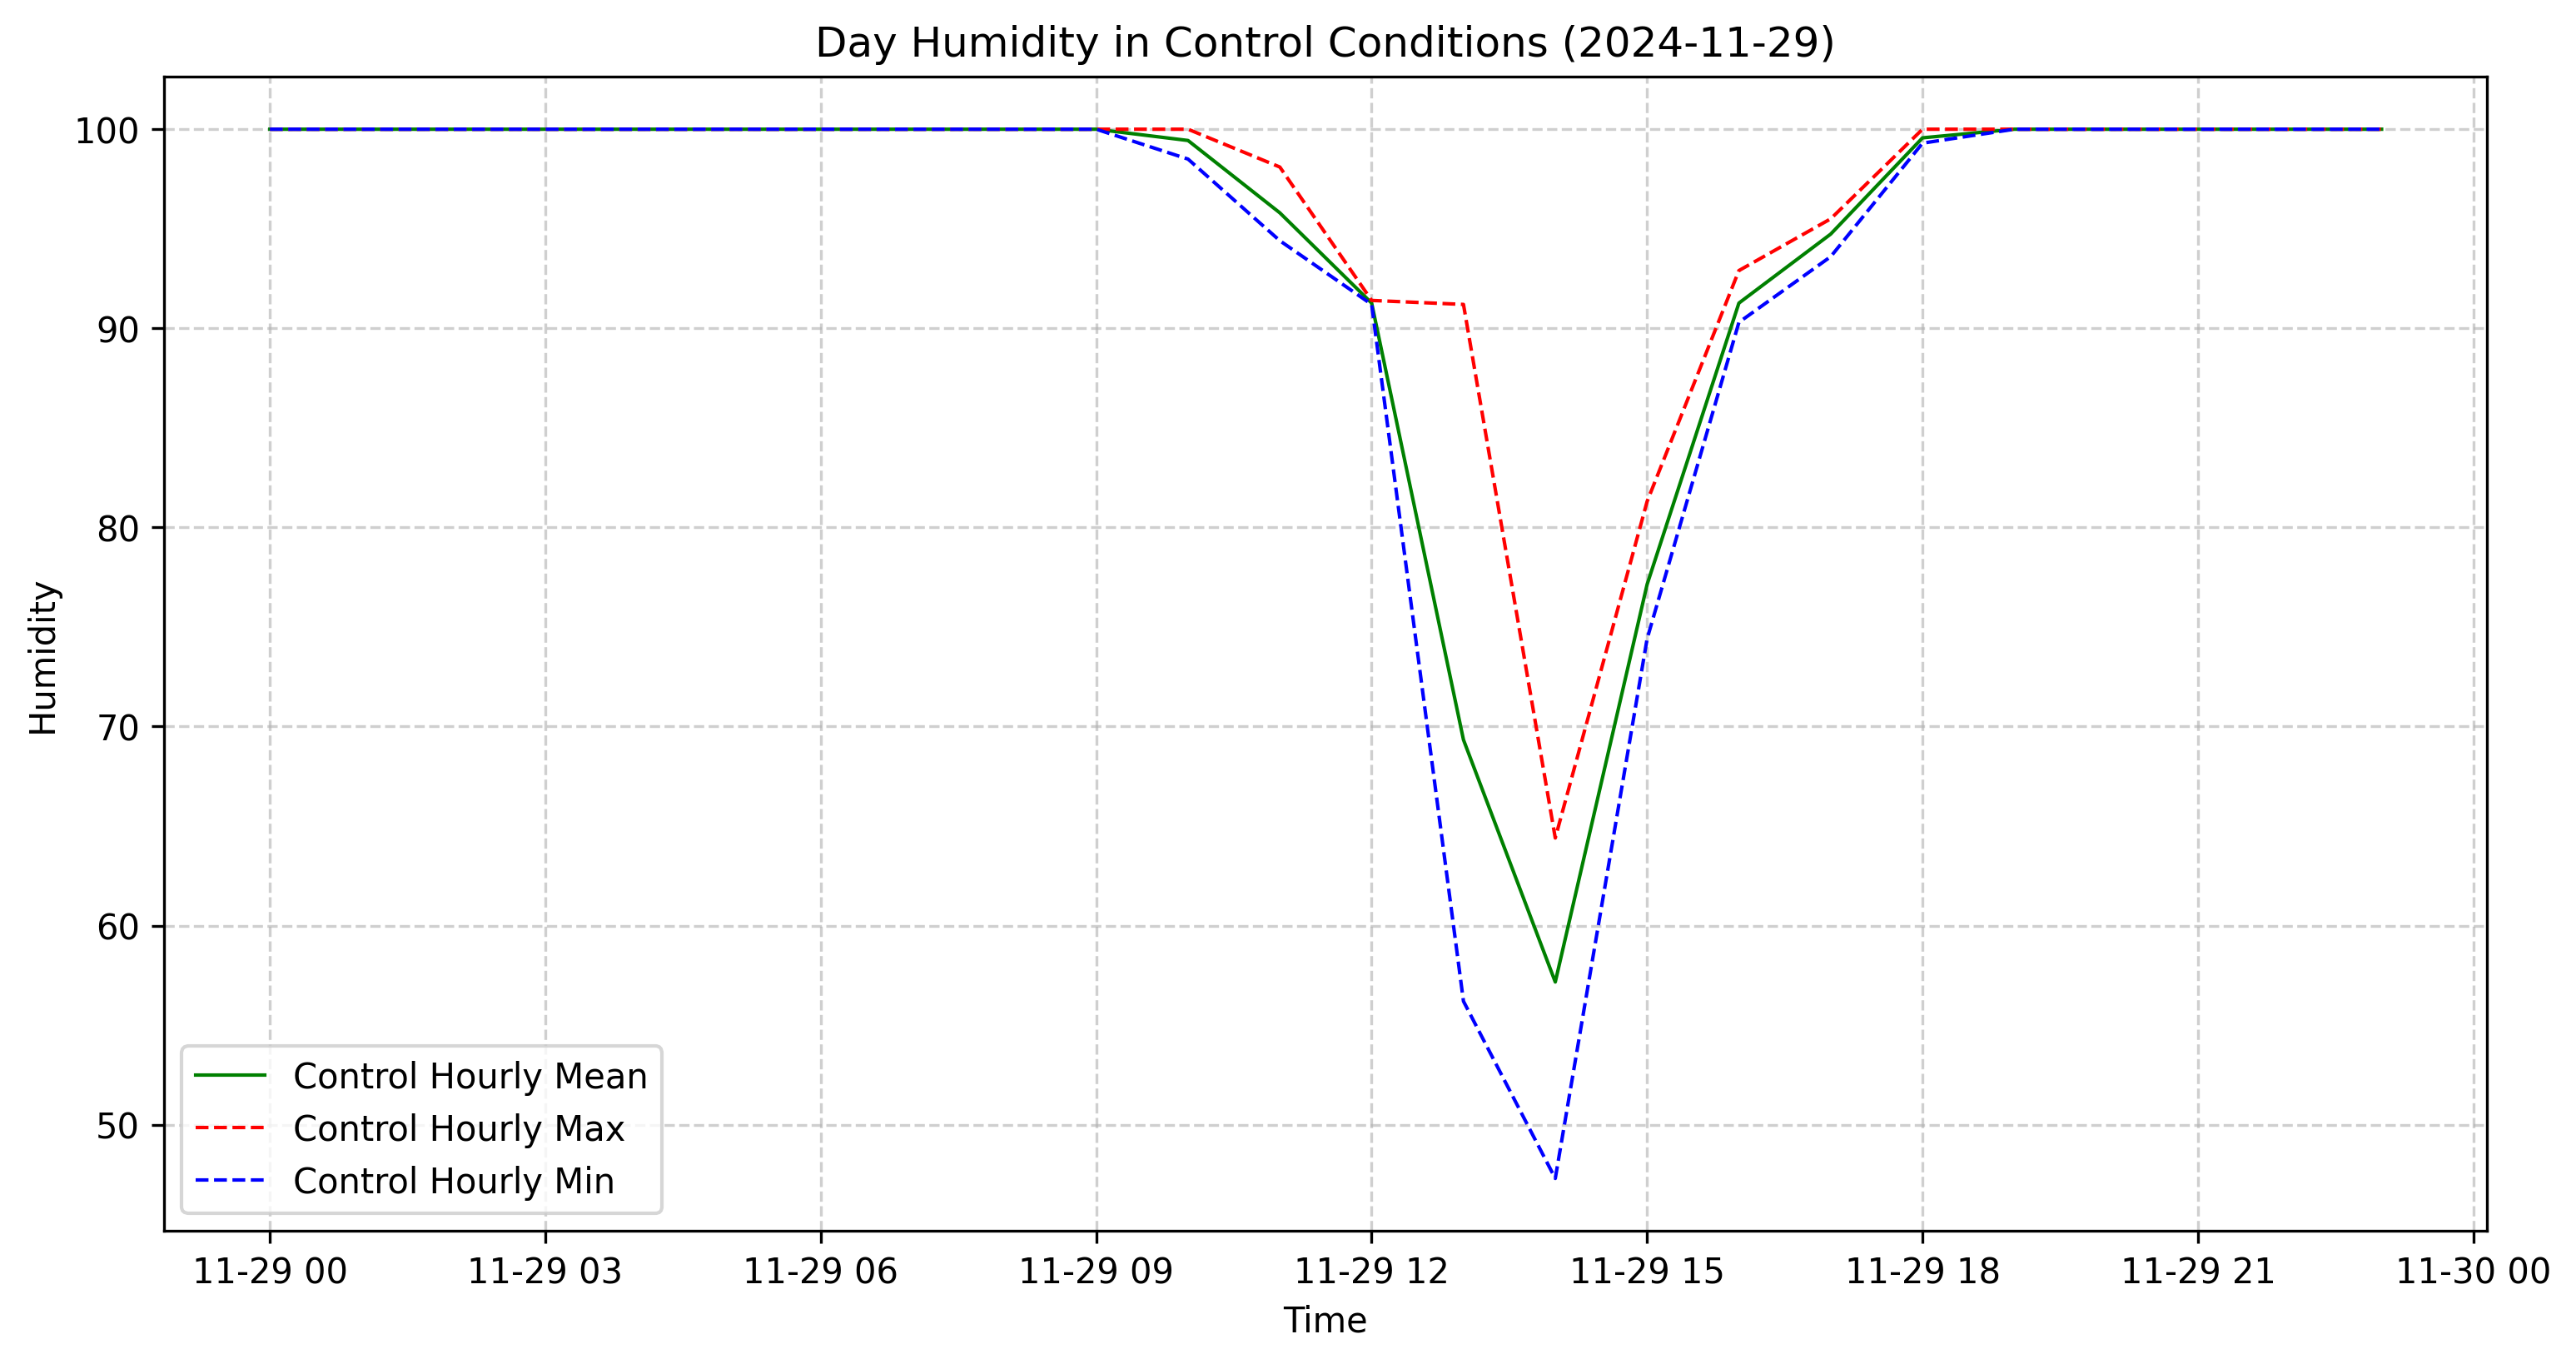 Day Humidity in Control Conditions (2024-11-29)
Humidity
100
90
80
70
60
50
Control Hourly Mean
Control Hourly Max
Control Hourly Min
11-29 00 11-29 03 11-29 06 11-29 09 11-29 12 11-29 15 11-29 18 11-29 21 11-30 00
Time